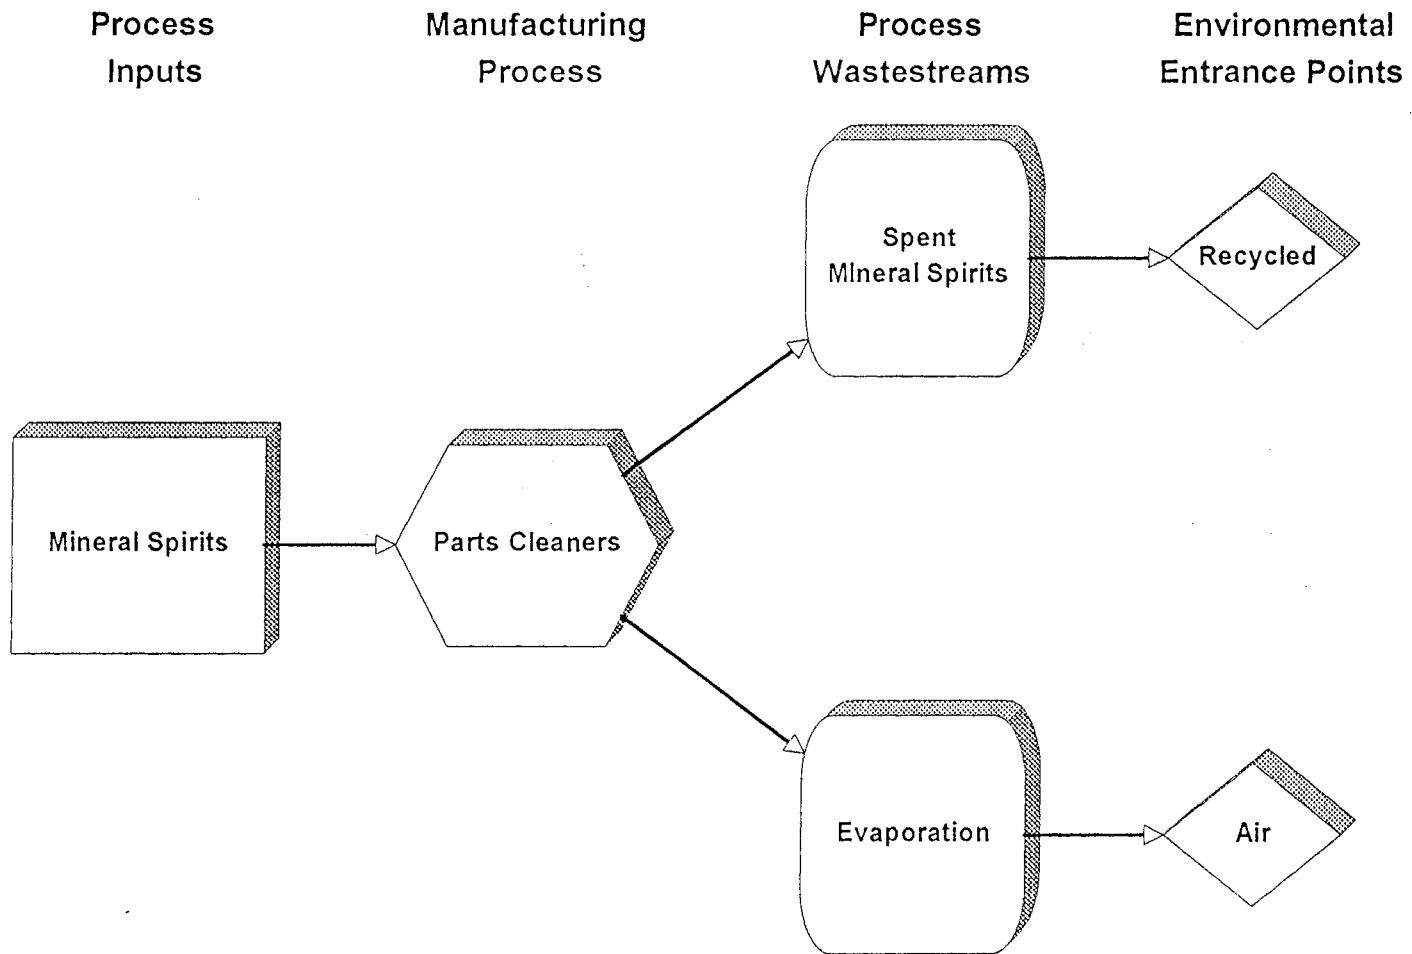 Process
Inputs
Manufacturing
Process
Process
Wastestreams
Environmental
Entrance Points
Spent
MIneral Spirits
Recycled
Mineral Spirits
Parts Cleaners
Evaporation
Air